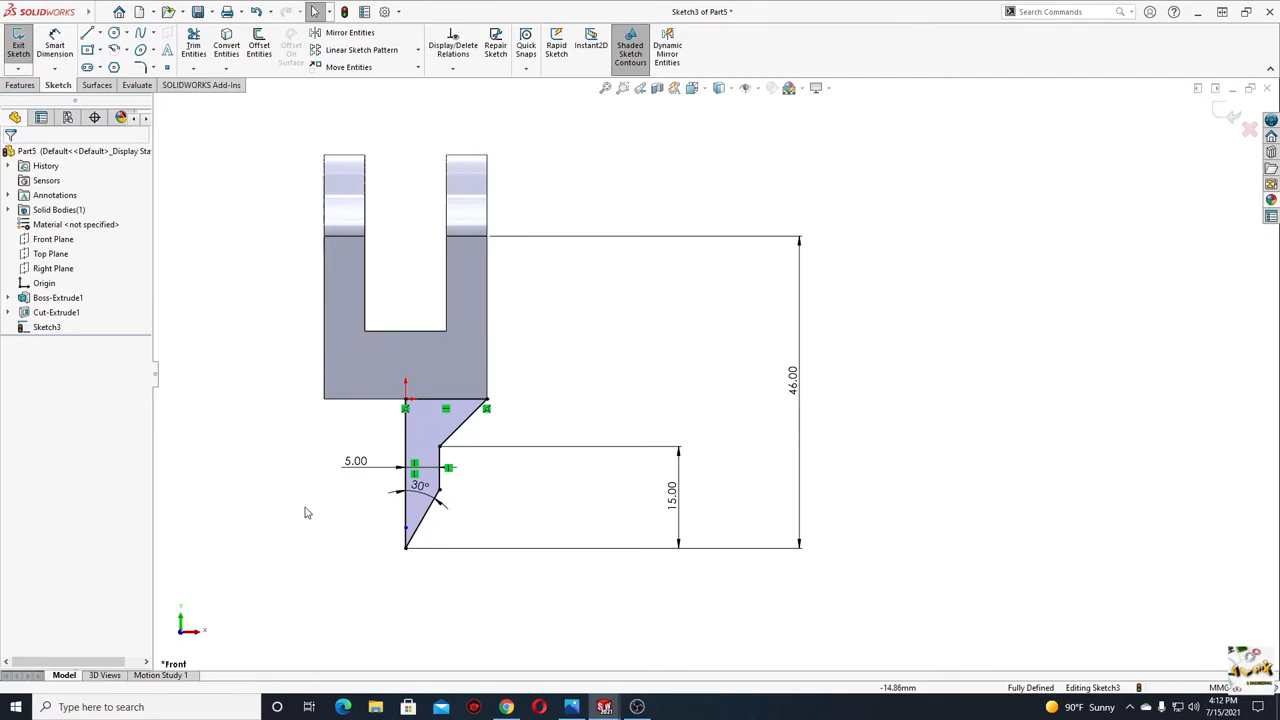 SOLIDWORKS
Sketch3 of Part5 *
Search Commands
Exit Sketch
Smart Dimension
Trim Entities
Convert Entities
Offset Entities
Offset On Surface
Mirror Entities
Linear Sketch Pattern
Move Entities
Display/Delete Relations
Repair Sketch
Quick Snaps
Rapid Sketch
Instant2D
Shaded Sketch Contours
Dynamic Mirror Entities
Features
Sketch
Surfaces
Evaluate
SOLIDWORKS Add-Ins
Part5 (Default<<Default>_Display Sta
History
Sensors
Annotations
Solid Bodies(1)
Material <not specified>
Front Plane
Top Plane
Right Plane
Origin
Boss-Extrude1
Cut-Extrude1
Sketch3
46.00
5.00
30°
15.00
Y
x
*Front
Model
3D Views
Motion Study 1
-14.86mm
Fully Defined
Editing Sketch3
Type here to search
90°F Sunny
4:12 PM
7/15/2021